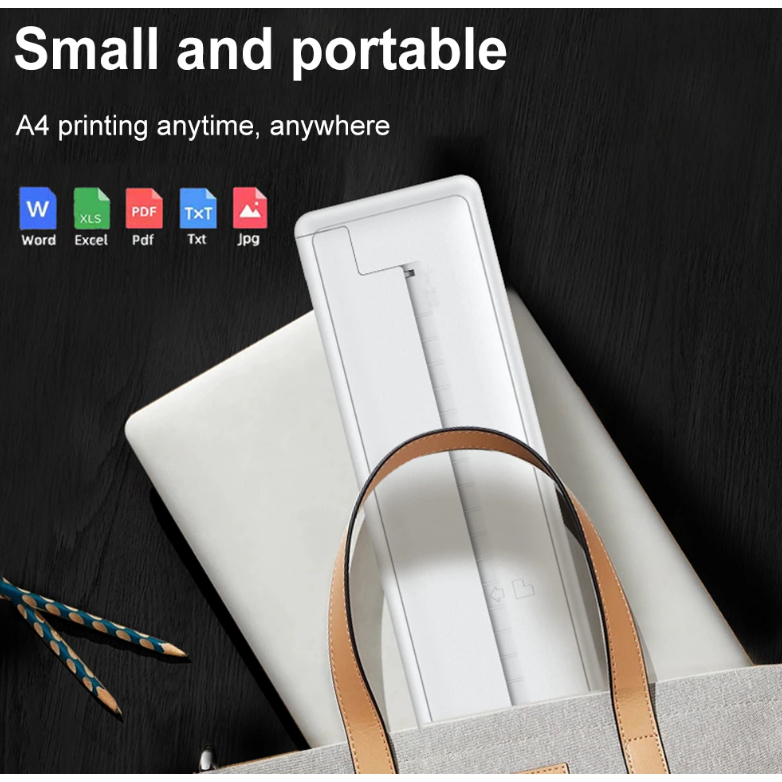 Small and portable
A4 printing anytime, anywhere
W XLS PDF TxT
Word Excel Pdf Txt Jpg